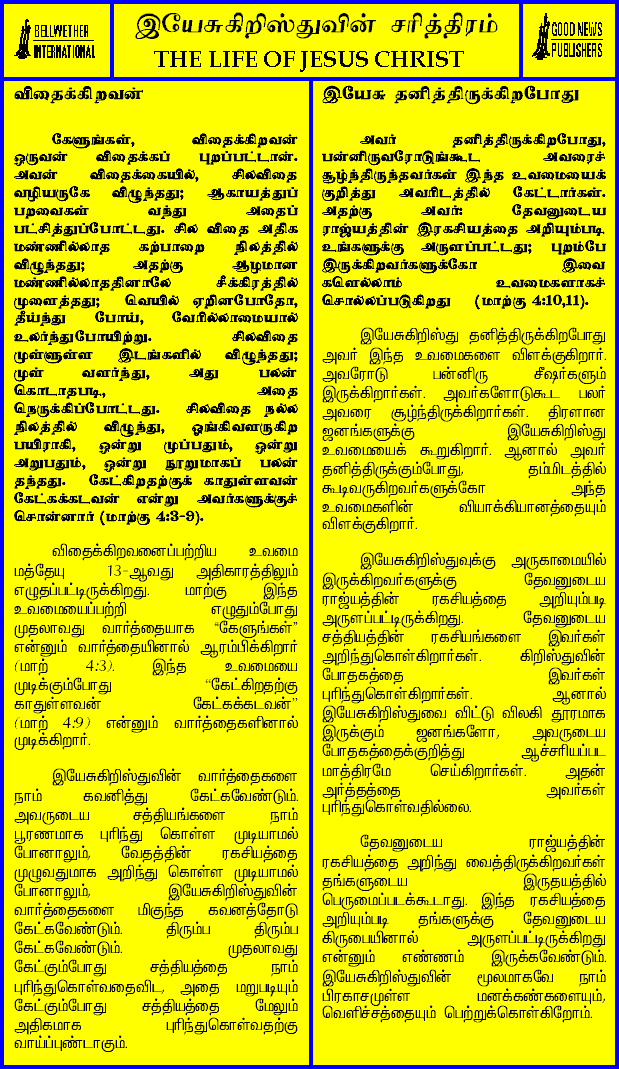 BELLWETHER
INTERNATIONAL
இயேசுகிறிஸ்துவின் சரித்திரம்
THE LIFE OF JESUS CHRIST
GOOD NEWS
PUBLISHERS
விதைக்கிறவன்
கேளுங்கள், விதைக்கிறவன்
ஒருவன் விதைக்கப் புறப்பட்டான்.
அவன் விதைக்கையில், சிலவிதை
வழியருகே விழுந்தது; ஆகாயத்துப்
பறவைகள் வந்து அதைப்
பட்சித்துப்போட்டது. சில விதை அதிக
மண்ணில்லாத கற்பாறை நிலத்தில்
விழுந்தது; அதற்கு ஆழமான
மண்ணில்லாததினாலே சீக்கிரத்தில்
முளைத்தது; வெயில் ஏறினபோதோ,
தீய்ந்து போய், வேரில்லாமையால்
உலர்ந்துபோயிற்று. சிலவிதை
முள்ளுள்ள இடங்களில் விழுந்தது;
முள் வளர்ந்து, அது பலன்
கொடாதபடி, அதை
நெருக்கிப்போட்டது. சிலவிதை நல்ல
நிலத்தில் விழுந்து, ஓங்கிவளருகிற
பயிராகி, ஒன்று முப்பதும், ஒன்று
அறுபதும், ஒன்று நூறுமாகப் பலன்
தந்தது. கேட்கிறதற்குக் காதுள்ளவன்
கேட்கக்கடவன் என்று அவர்களுக்குச்
சொன்னார் (மாற்கு 4:3-9).
விதைக்கிறவனைப்பற்றிய உவமை
மத்தேயு 13-ஆவது அதிகாரத்திலும்
எழுதப்பட்டிருக்கிறது. மாற்கு இந்த
உவமையைப்பற்றி எழுதும்போது
முதலாவது வார்த்தையாக “கேளுங்கள்”
என்னும் வார்த்தையினால் ஆரம்பிக்கிறார்
(மாற் 4:3). இந்த உவமையை
முடிக்கும்போது “கேட்கிறதற்கு
காதுள்ளவன் கேட்கக்கடவன்”
(மாற் 4:9) என்னும் வார்த்தைகளினால்
முடிக்கிறார்.
இயேசுகிறிஸ்துவின் வார்த்தைகளை
நாம் கவனித்து கேட்கவேண்டும்.
அவருடைய சத்தியங்களை நாம்
பூரணமாக புரிந்து கொள்ள முடியாமல்
போனாலும், வேதத்தின் ரகசியத்தை
முழுவதுமாக அறிந்து கொள்ள முடியாமல்
போனாலும், இயேசுகிறிஸ்துவின்
வார்த்தைகளை மிகுந்த கவனத்தோடு
கேட்கவேண்டும். திரும்ப திரும்ப
கேட்கவேண்டும். முதலாவது
கேட்கும்போது சத்தியத்தை நாம்
புரிந்துகொள்வதைவிட, அதை மறுபடியும்
கேட்கும்போது சத்தியத்தை மேலும்
அதிகமாக புரிந்துகொள்வதற்கு
வாய்ப்புண்டாகும்.
இயேசு தனித்திருக்கிறபோது
அவர் தனித்திருக்கிறபோது,
பன்னிருவரோடுங்கூட அவரைச்
சூழ்ந்திருந்தவர்கள் இந்த உவமையைக்
குறித்து அவரிடத்தில் கேட்டார்கள்.
அதற்கு அவர்: தேவனுடைய
ராஜ்யத்தின் இரகசியத்தை அறியும்படி
உங்களுக்கு அருளப்பட்டது; புறம்பே
இருக்கிறவர்களுக்கோ இவை
களெல்லாம் உவமைகளாகச்
சொல்லப்படுகிறது (மாற்கு 4:10,11).
இயேசுகிறிஸ்து தனித்திருக்கிறபோது
அவர் இந்த உவமைகளை விளக்குகிறார்.
அவரோடு பன்னிரு சீஷர்களும்
இருக்கிறார்கள். அவர்களோடுகூட பலர்
அவரை சூழ்ந்திருக்கிறார்கள். திரளான
ஜனங்களுக்கு இயேசுகிறிஸ்து
உவமையைக் கூறுகிறார். ஆனால் அவர்
தனித்திருக்கும்போது, தம்மிடத்தில்
கூடிவருகிறவர்களுக்கோ அந்த
உவமைகளின் வியாக்கியானத்தையும்
விளக்குகிறார்.
இயேசுகிறிஸ்துவுக்கு அருகாமையில்
இருக்கிறவர்களுக்கு தேவனுடைய
ராஜ்யத்தின் ரகசியத்தை அறியும்படி
அருளப்பட்டிருக்கிறது. தேவனுடைய
சத்தியத்தின் ரகசியங்களை இவர்கள்
அறிந்துகொள்கிறார்கள். கிறிஸ்துவின்
போதகத்தை இவர்கள்
புரிந்துகொள்கிறார்கள். ஆனால்
இயேசுகிறிஸ்துவை விட்டு விலகி தூரமாக
இருக்கும் ஜனங்களோ, அவருடைய
போதகத்தைக்குறித்து ஆச்சரியப்பட
மாத்திரமே செய்கிறார்கள். அதன்
அர்த்தத்தை அவர்கள்
புரிந்துகொள்வதில்லை.
தேவனுடைய ராஜ்யத்தின்
ரகசியத்தை அறிந்து வைத்திருக்கிறவர்கள்
தங்களுடைய இருதயத்தில்
பெருமைப்படக்கூடாது. இந்த ரகசியத்தை
அறியும்படி தங்களுக்கு தேவனுடைய
கிருபையினால் அருளப்பட்டிருக்கிறது
என்னும் எண்ணம் இருக்கவேண்டும்.
இயேசுகிறிஸ்துவின் மூலமாகவே நாம்
பிரகாசமுள்ள மனக்கண்களையும்,
வெளிச்சத்தையும் பெற்றுக்கொள்கிறோம்.